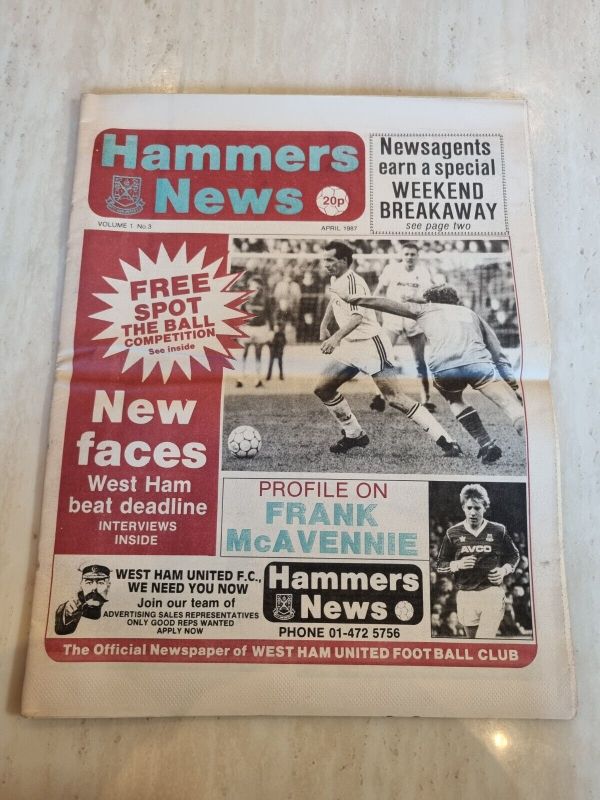 Hammers
News
20p
Newsagents
earn a special
WEEKEND
BREAKAWAY
see page two
VOLUME 1. No.3
APRIL 1987
FREE
SPOT
THE BALL
COMPETITION
See inside
New
faces
West Ham
beat deadline
INTERVIEWS
INSIDE
PROFILE ON
FRANK
McAVENNIE
AVCO
WEST HAM UNITED F.C.,
WE NEED YOU NOW
Join our team of
ADVERTISING SALES REPRESENTATIVES
ONLY GOOD REPS WANTED
APPLY NOW
Hammers
News
PHONE 01-472 5756
The Official Newspaper of WEST HAM UNITED FOOTBALL CLUB